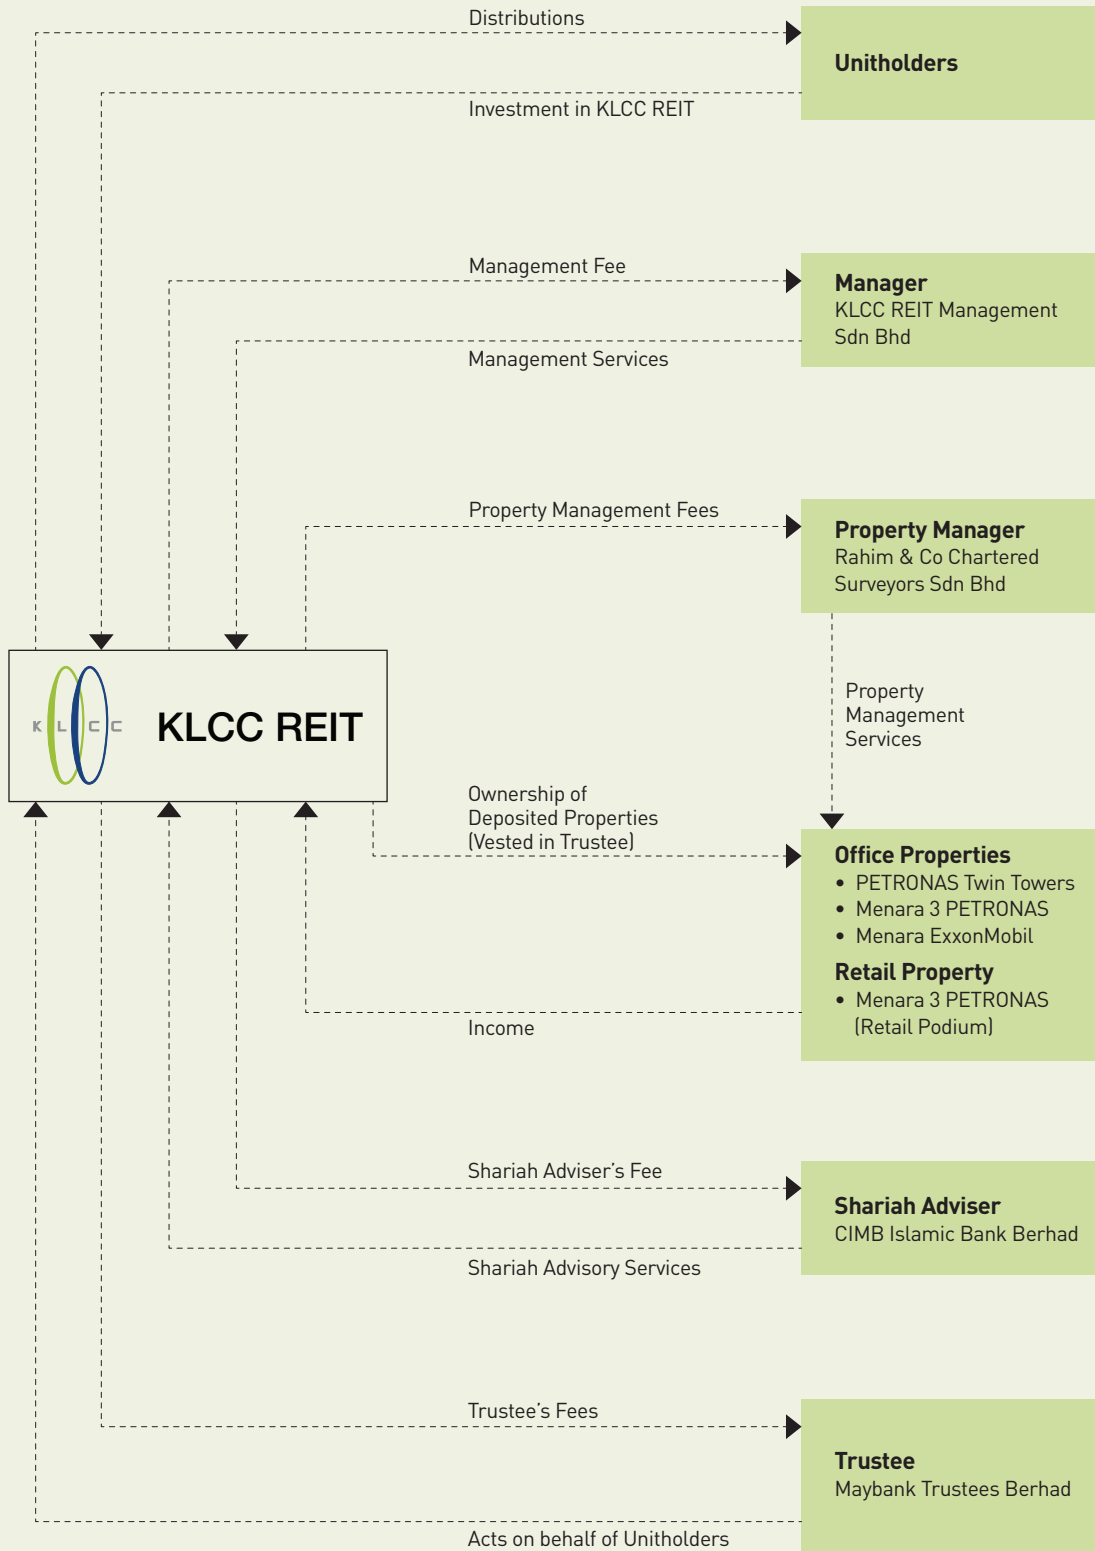 Distributions
Unitholders
Investment in KLCC REIT
Management Fee
Manager
KLCC REIT Management
Sdn Bhd
Management Services
Property Management Fees
Property Manager
Rahim & Co Chartered
Surveyors Sdn Bhd
Property
Management
Services
K L C C
KLCC REIT
Ownership of
Deposited Properties
(Vested in Trustee)
Office Properties
• PETRONAS Twin Towers
• Menara 3 PETRONAS
• Menara ExxonMobil
Retail Property
• Menara 3 PETRONAS
(Retail Podium)
Income
Shariah Adviser’s Fee
Shariah Adviser
CIMB Islamic Bank Berhad
Shariah Advisory Services
Trustee’s Fees
Trustee
Maybank Trustees Berhad
Acts on behalf of Unitholders